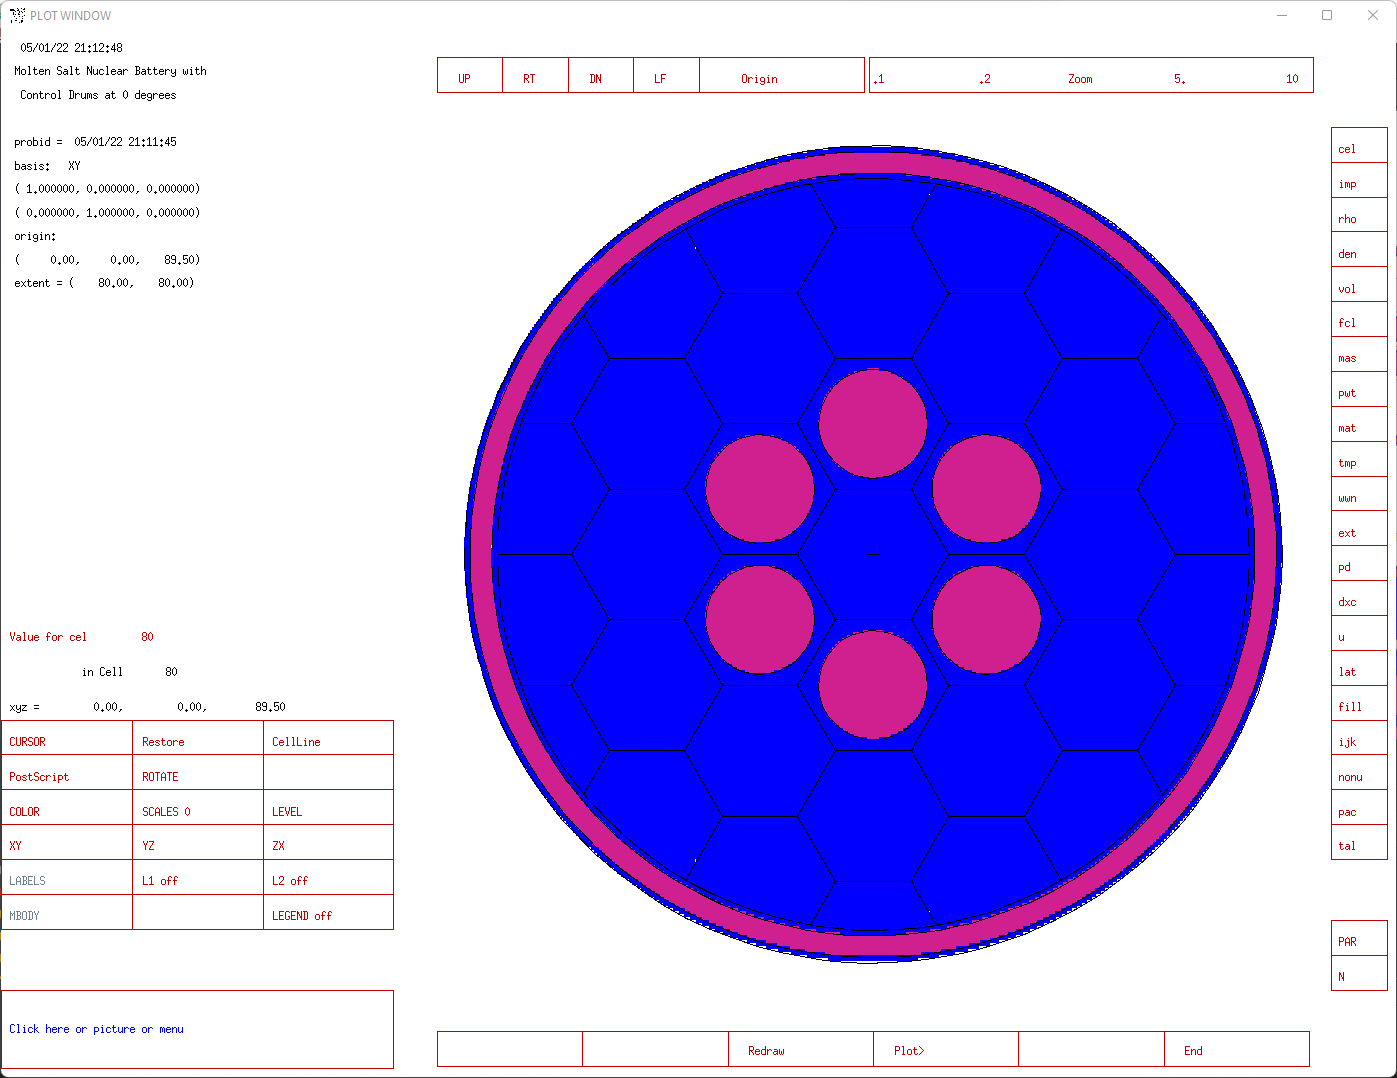 PLOT WINDOW
05/01/22 21:12:48
Molten Salt Nuclear Battery with
Control Drums at 0 degrees
probid = 05/01/22 21:11:45
basis: XY
( 1.000000, 0.000000, 0.000000)
( 0.000000, 1.000000, 0.000000)
origin:
( 0.00, 0.00, 89.50)
extent = ( 80.00, 80.00)
UP RT DN LF Origin .1 .2 Zoom 5. 10
cel
imp
rho
den
vol
fcl
mas
pwt
mat
tmp
wwn
ext
pd
dxc
u
lat
fill
ijk
nonu
pac
tal
PAR
N
Value for cel 80
in Cell 80
xyz = 0.00, 0.00, 89.50
CURSOR Restore CellLine
PostScript ROTATE
COLOR SCALES 0 LEVEL
XY YZ ZX
LABELS L1 off L2 off
MBODY LEGEND off
Click here or picture or menu
Redraw Plot> End